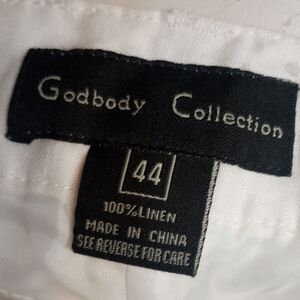 Godbody Collection
44
100% LINEN
MADE IN CHINA
SEE REVERSE FOR CARE